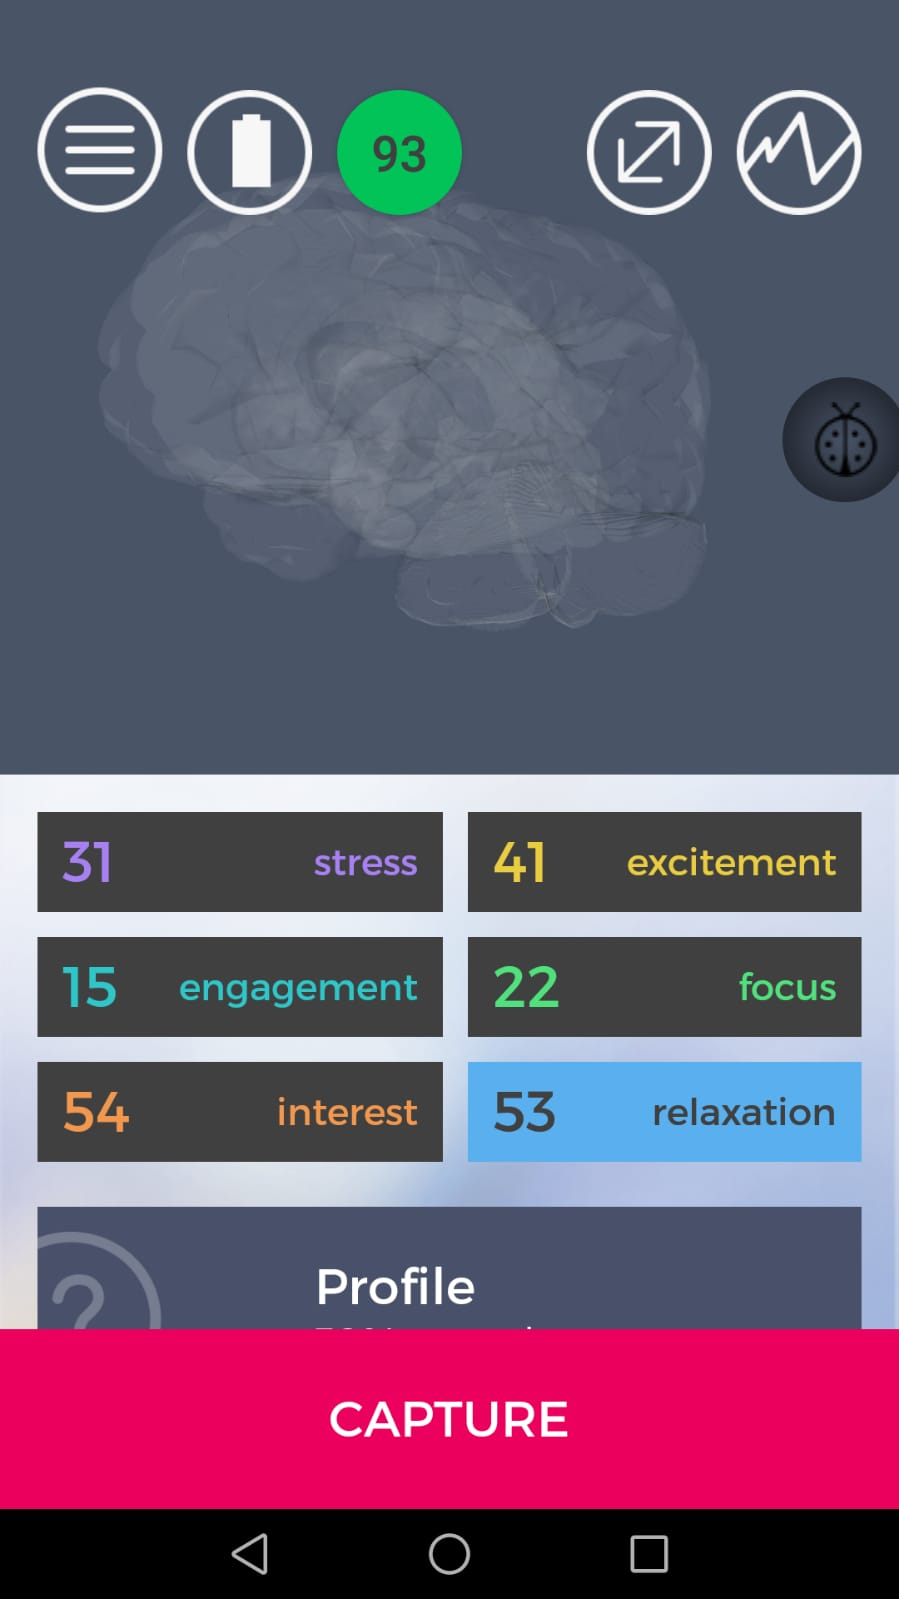 93
31 stress
41 excitement
15 engagement
22 focus
54 interest
53 relaxation
Profile
CAPTURE